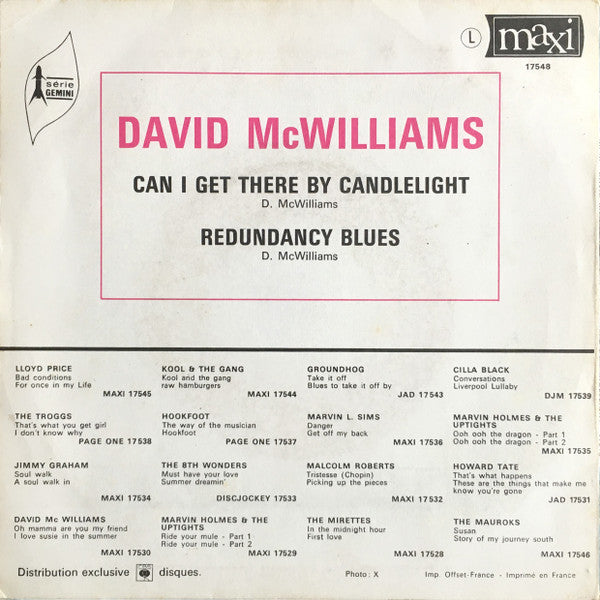 série
GEMINI
L
maxi
17548
DAVID McWILLIAMS
CAN I GET THERE BY CANDLELIGHT
D. McWilliams
REDUNDANCY BLUES
D. McWilliams
LLOYD PRICE
Bad conditions
For once in my Life
MAXI 17545
KOOL & THE GANG
Kool and the gang
raw hamburgers
MAXI 17544
GROUNDHOG
Take it off
Blues to take it off by
JAD 17543
CILLA BLACK
Conversations
Liverpool Lullaby
DJM 17539
THE TROGGS
That's what you get girl
I don't know why
PAGE ONE 17538
HOOKFOOT
The way of the musician
Hookfoot
PAGE ONE 17537
MARVIN L. SIMS
Danger
Get off my back
MAXI 17536
MARVIN HOLMES & THE
UPTIGHTS
Ooh ooh the dragon - Part 1
Ooh ooh the dragon - Part 2
MAXI 17535
JIMMY GRAHAM
Soul walk
A soul walk in
MAXI 17534
THE 8TH WONDERS
Must have your love
Summer dreamin'
DISCJOCKEY 17533
MALCOLM ROBERTS
Tristesse (Chopin)
Picking up the pieces
MAXI 17532
HOWARD TATE
That's what happens
These are the things that make me
know you're gone
JAD 17531
DAVID Mc WILLIAMS
Oh mamma are you my friend
I love susie in the summer
MAXI 17530
MARVIN HOLMES & THE
UPTIGHTS
Ride your mule - Part 1
Ride your mule - Part 2
MAXI 17529
THE MIRETTES
In the midnight hour
First love
MAXI 17528
THE MAUROKS
Susan
Story of my journey south
MAXI 17546
Distribution exclusive CBS disques.
Photo : X
Imp. Offset-France - Imprimé en France